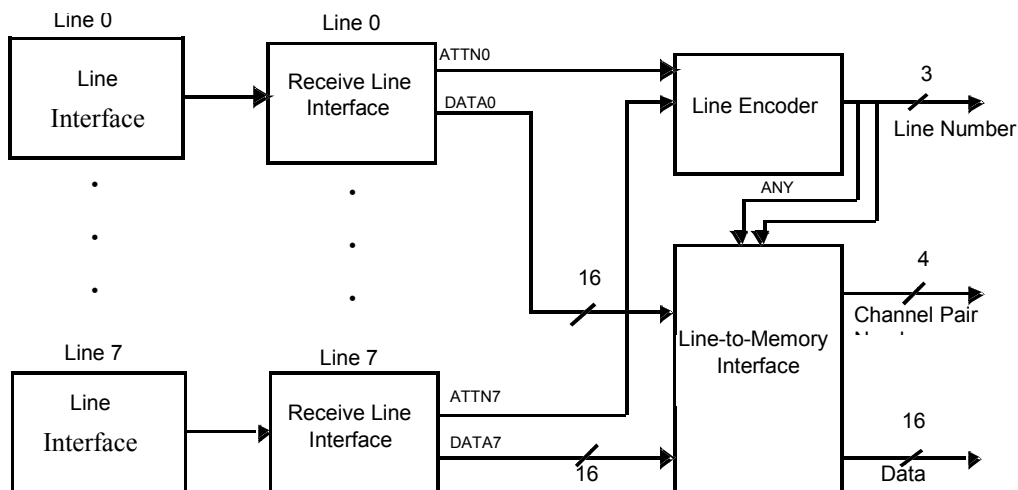 Line 0
Line 0
Line
Interface
Receive Line
Interface
ATTN0
DATA0
Line Encoder
3
Line Number
ANY
16
4
Channel Pair
Line-to-Memory
Interface
Line 7
Line 7
Line
Interface
Receive Line
Interface
ATTN7
DATA7
16
16
Data